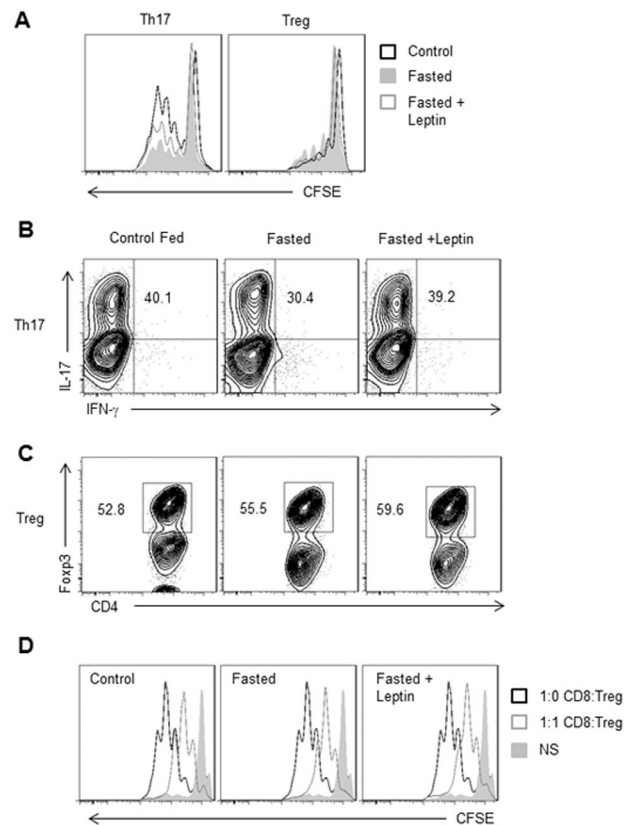 A
Th17
Treg
Control
Fasted
Fasted +
Leptin
CFSE
B
Control Fed
Fasted
Fasted +Leptin
Th17
IL-17
40.1
30.4
39.2
IFN-γ
C
Treg
Foxp3
52.8
55.5
59.6
CD4
D
Control
Fasted
Fasted +
Leptin
1:0 CD8:Treg
1:1 CD8:Treg
NS
CFSE